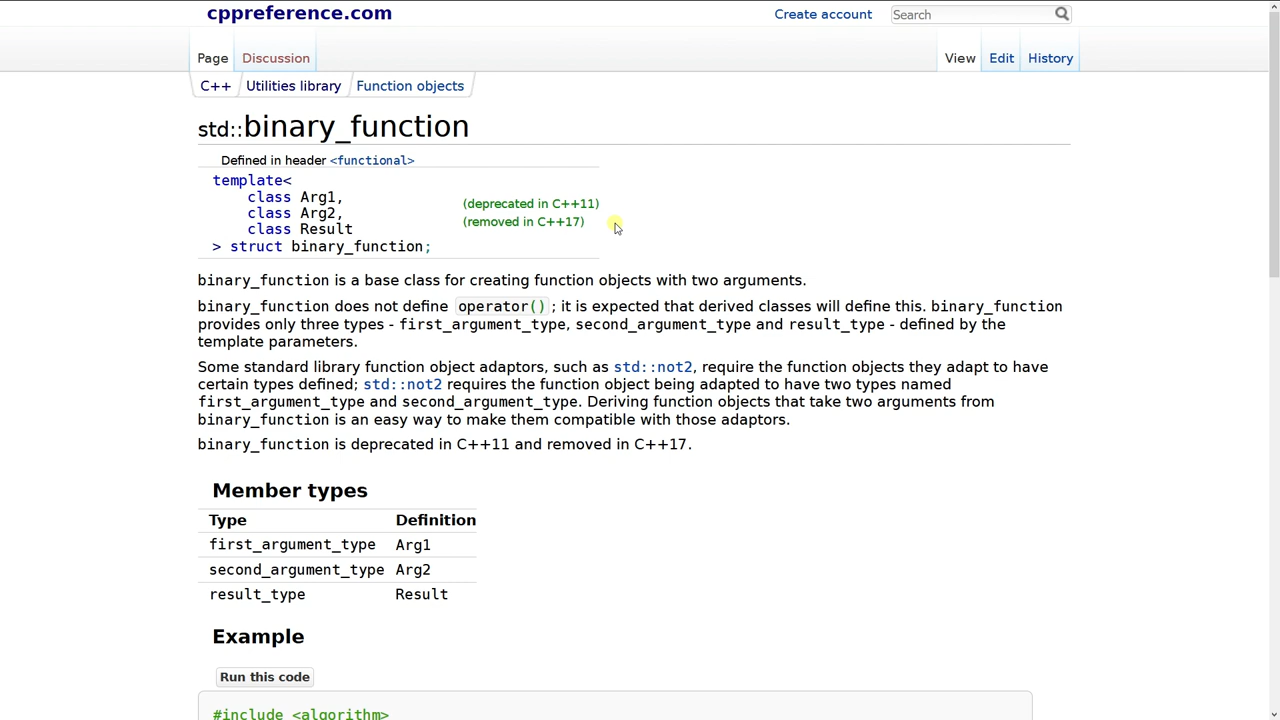 cppreference.com
Create account
Search
Page
Discussion
View
Edit
History
C++
Utilities library
Function objects
std::binary_function
Defined in header <functional>
template<
    class Arg1,
    class Arg2,
    class Result
> struct binary_function;
(deprecated in C++11)
(removed in C++17)
binary_function is a base class for creating function objects with two arguments.
binary_function does not define operator(); it is expected that derived classes will define this. binary_function
provides only three types - first_argument_type, second_argument_type and result_type - defined by the
template parameters.
Some standard library function object adaptors, such as std::not2, require the function objects they adapt to have
certain types defined; std::not2 requires the function object being adapted to have two types named
first_argument_type and second_argument_type. Deriving function objects that take two arguments from
binary_function is an easy way to make them compatible with those adaptors.
binary_function is deprecated in C++11 and removed in C++17.
Member types
Type Definition
first_argument_type Arg1
second_argument_type Arg2
result_type Result
Example
Run this code
#include <algorithm>